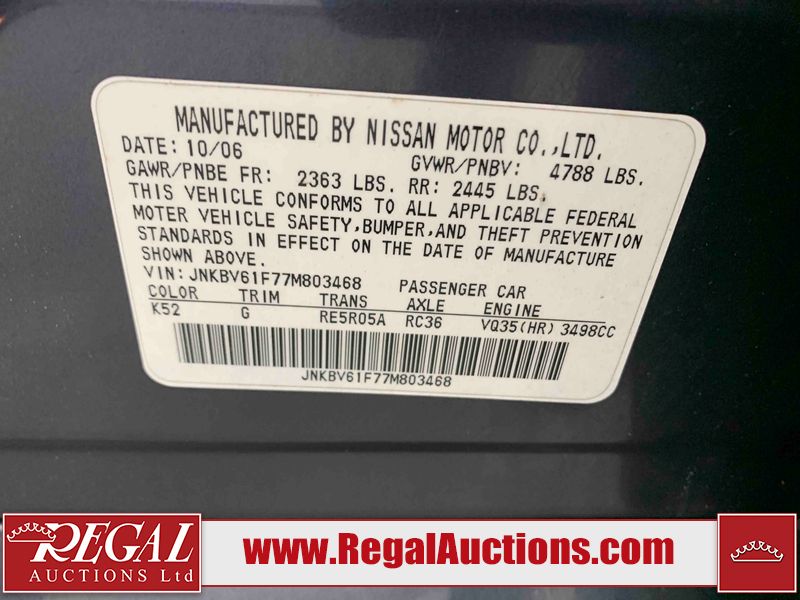 MANUFACTURED BY NISSAN MOTOR CO.,LTD.
DATE: 10/06 GVWR/PNBV: 4788 LBS.
GAWR/PNBE FR: 2363 LBS. RR: 2445 LBS.
THIS VEHICLE CONFORMS TO ALL APPLICABLE FEDERAL
MOTER VEHICLE SAFETY,BUMPER,AND THEFT PREVENTION
STANDARDS IN EFFECT ON THE DATE OF MANUFACTURE
SHOWN ABOVE.
VIN: JNKBV61F77M803468 PASSENGER CAR
COLOR TRIM TRANS AXLE ENGINE
K52 G RE5R05A RC36 VQ35(HR) 3498CC
JNKBV61F77M803468
REGAL
AUCTIONS Ltd
www.RegalAuctions.com